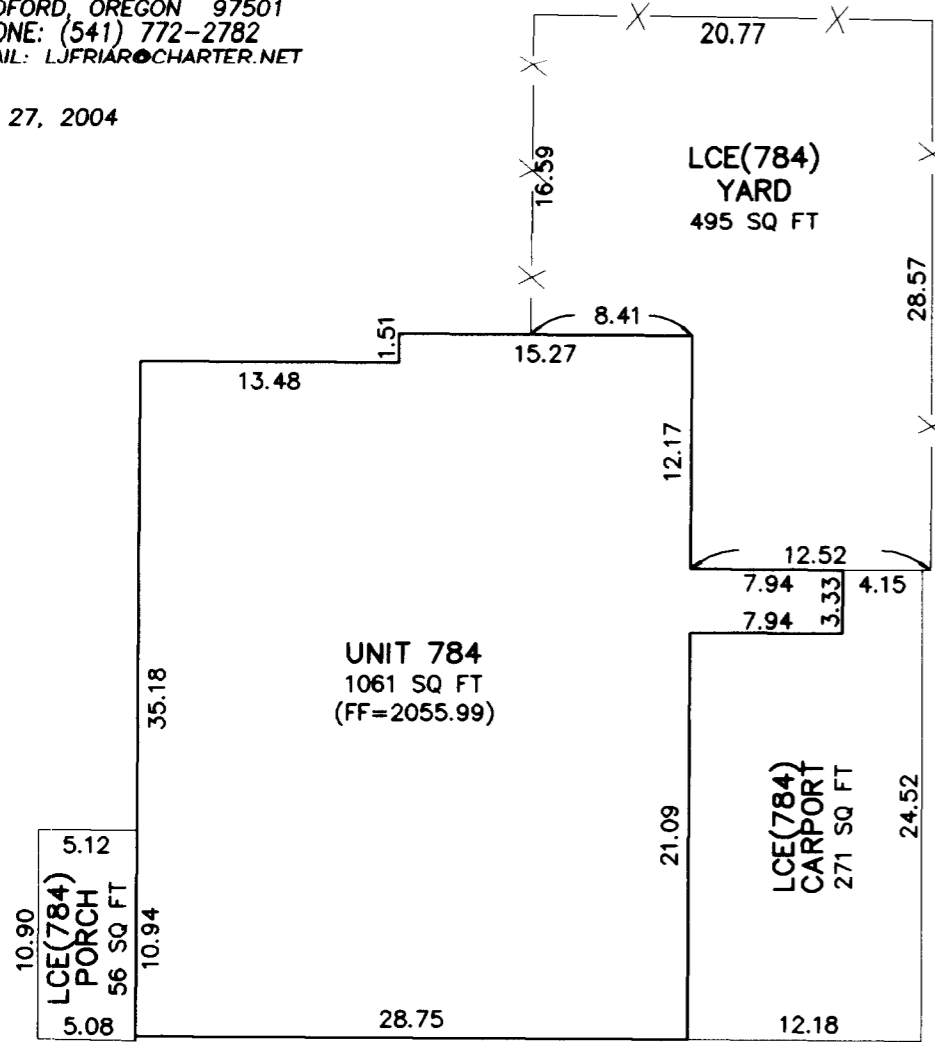 OREGON 97501
(541) 772-2782
LJFRIAR@CHARTER.NET
27, 2004
20.77
16.59
LCE(784)
YARD
495 SQ FT
28.57
8.41
1.51
15.27
13.48
12.17
12.52
7.94
3.33
4.15
7.94
UNIT 784
1061 SQ FT
(FF=2055.99)
35.18
21.09
LCE(784)
CARPORT
271 SQ FT
24.52
5.12
10.90
LCE(784)
PORCH
56 SQ FT
10.94
5.08
28.75
12.18